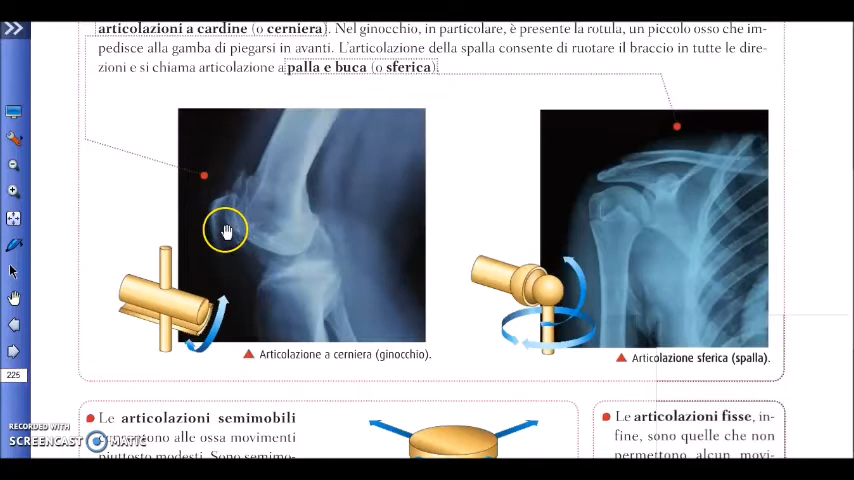 articolazioni a cardine (o cerniera). Nel ginocchio, in particolare, è presente la rotula, un piccolo osso che im-
pedisce alla gamba di piegarsi in avanti. L'articolazione della spalla consente di ruotare il braccio in tutte le dire-
zioni e si chiama articolazione a palla e buca (o sferica).
Articolazione a cerniera (ginocchio).
Articolazione sferica (spalla).
225
Le articolazioni semimobili
consentono alle ossa movimenti
piuttosto modesti. Sono semimo-
Le articolazioni fisse, in-
fine, sono quelle che non
permettono alcun movi-
RECORDED WITH
SCREENCAST MATIC